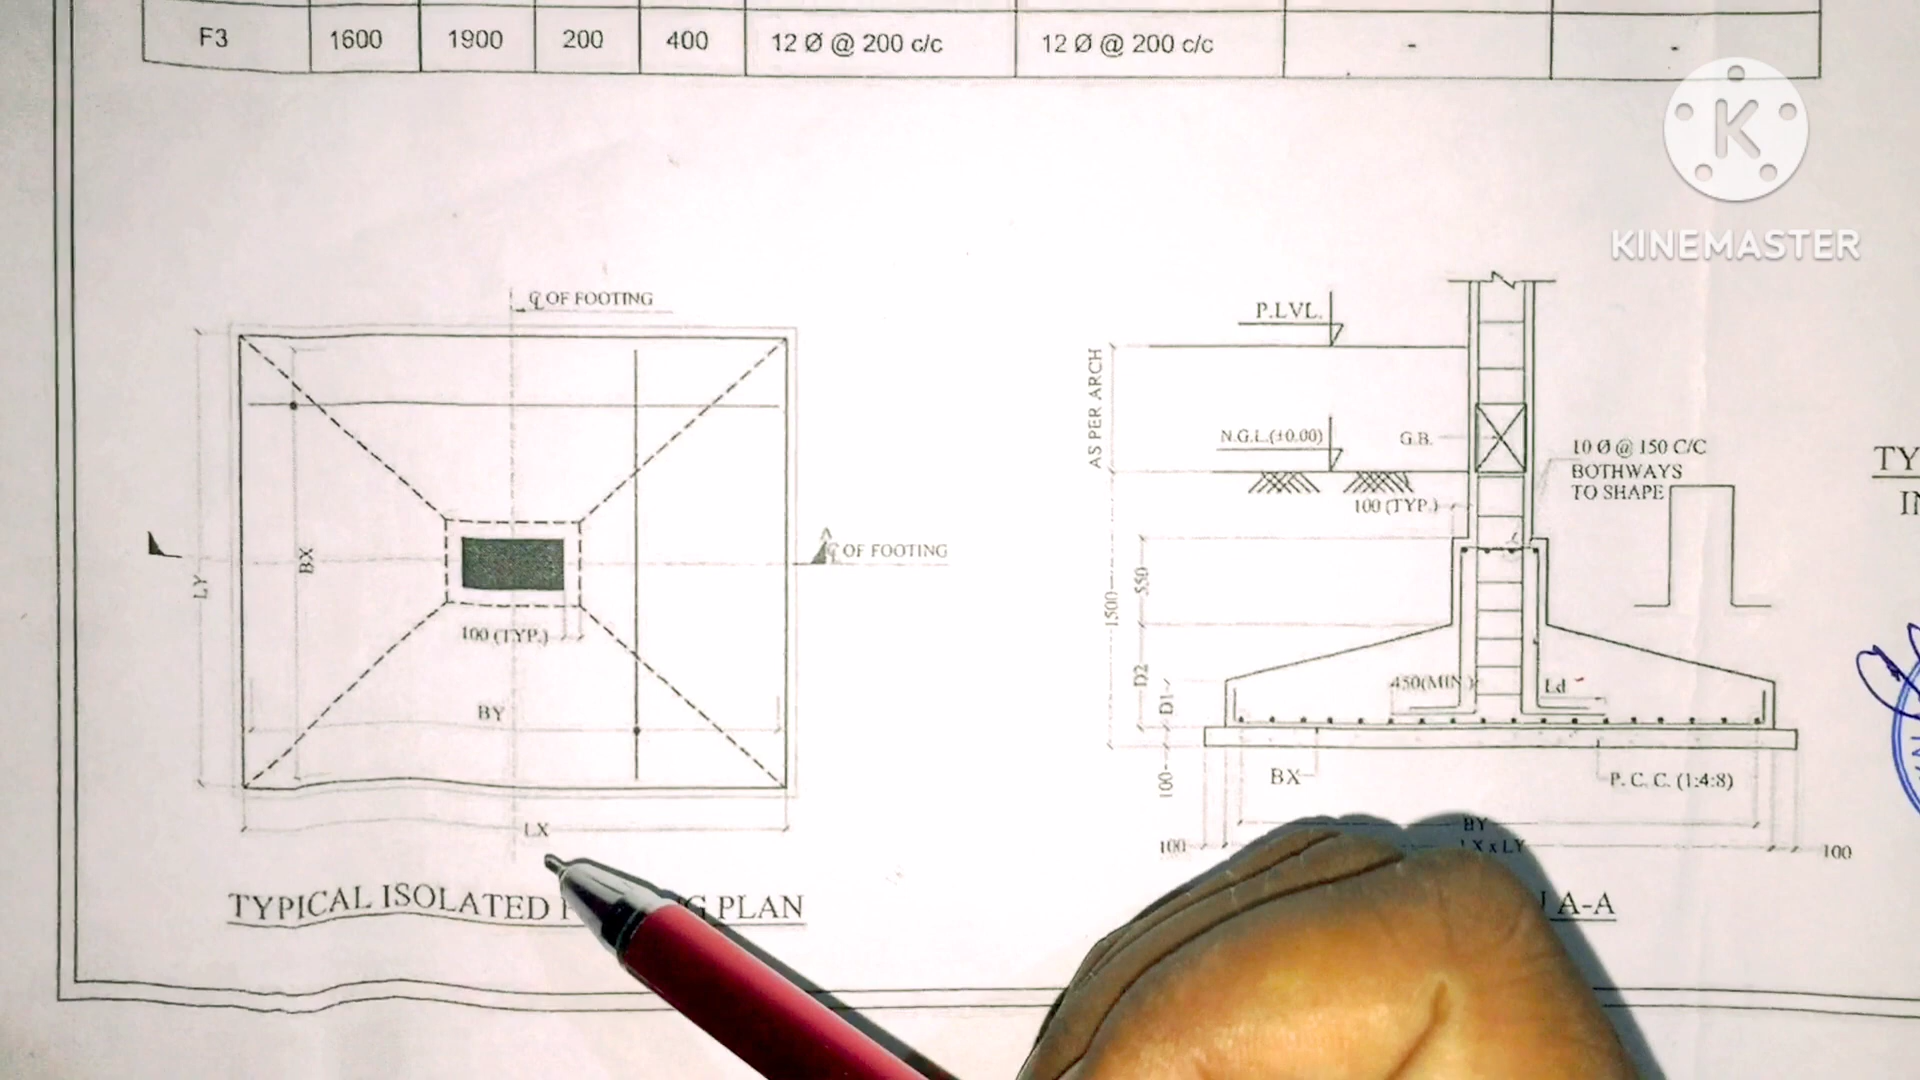 F3 1600 1900 200 400 12 Ø @ 200 c/c 12 Ø @ 200 c/c - -
KINEMASTER
℄ OF FOOTING
LY
BX
℄ OF FOOTING
100 (TYP.)
BY
LX
TYPICAL ISOLATED PLAN
P.LVL.
AS PER ARCH
N.G.L.(±0.00)
G.B.
10 Ø @ 150 C/C
BOTHWAYS
TO SHAPE
100 (TYP.)
1500
550
D2
D1
450(MIN.)
Ld
100
BX
P. C. C. (1:4:8)
BY
100
LX x LY
100
A-A